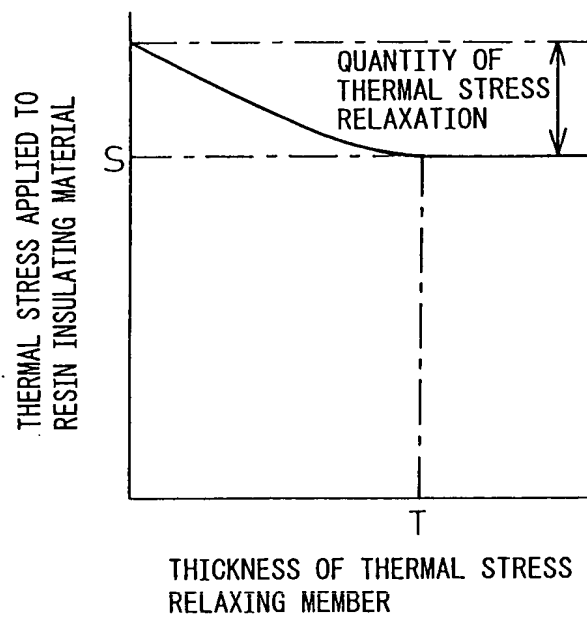 THERMAL STRESS APPLIED TO
RESIN INSULATING MATERIAL
QUANTITY OF
THERMAL STRESS
RELAXATION
S
T
THICKNESS OF THERMAL STRESS
RELAXING MEMBER